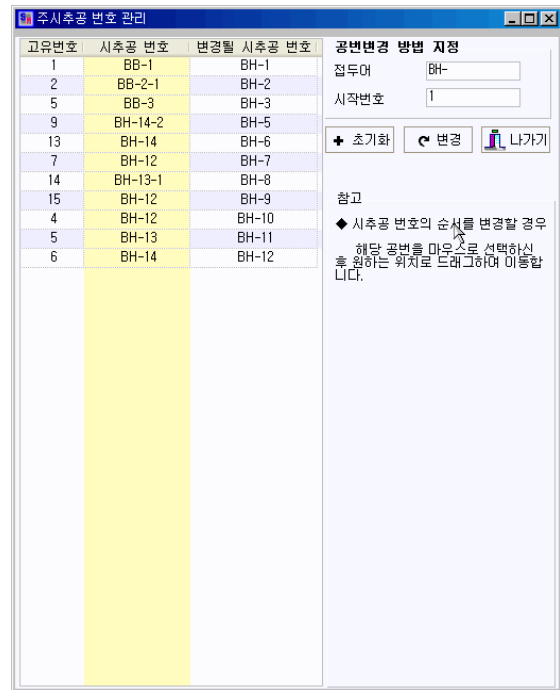 주시추공 번호 관리
고유번호 시추공 번호 변경될 시추공 번호
1 BB-1 BH-1
2 BB-2-1 BH-2
5 BB-3 BH-3
9 BH-14-2 BH-5
13 BH-14 BH-6
7 BH-12 BH-7
14 BH-13-1 BH-8
15 BH-12 BH-9
4 BH-12 BH-10
5 BH-13 BH-11
6 BH-14 BH-12
공번변경 방법 지정
접두어 BH-
시작번호 1
초기화 변경 나가기
참고
◆ 시추공 번호의 순서를 변경할 경우
해당 공번을 마우스로 선택하신
후 원하는 위치로 드래그하여 이동합
니다.